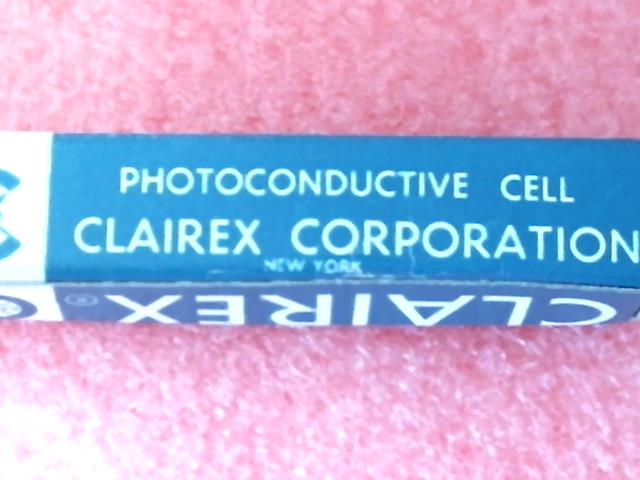 PHOTOCONDUCTIVE CELL
CLAIREX CORPORATION
NEW YORK
CLAIREX ®